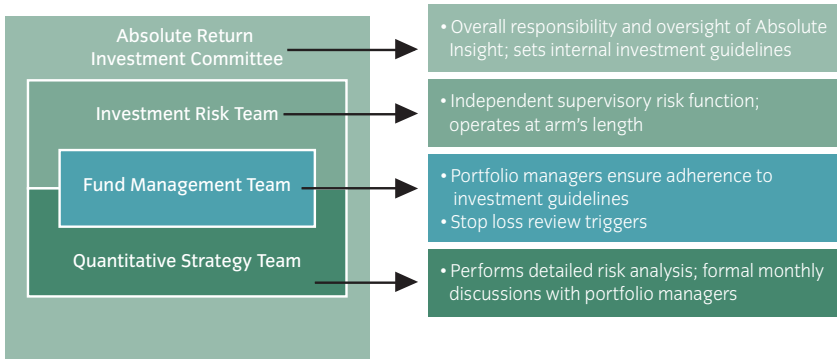 Absolute Return
Investment Committee
• Overall responsibility and oversight of Absolute
Insight; sets internal investment guidelines
Investment Risk Team
• Independent supervisory risk function;
operates at arm's length
Fund Management Team
• Portfolio managers ensure adherence to
investment guidelines
• Stop loss review triggers
Quantitative Strategy Team
• Performs detailed risk analysis; formal monthly
discussions with portfolio managers